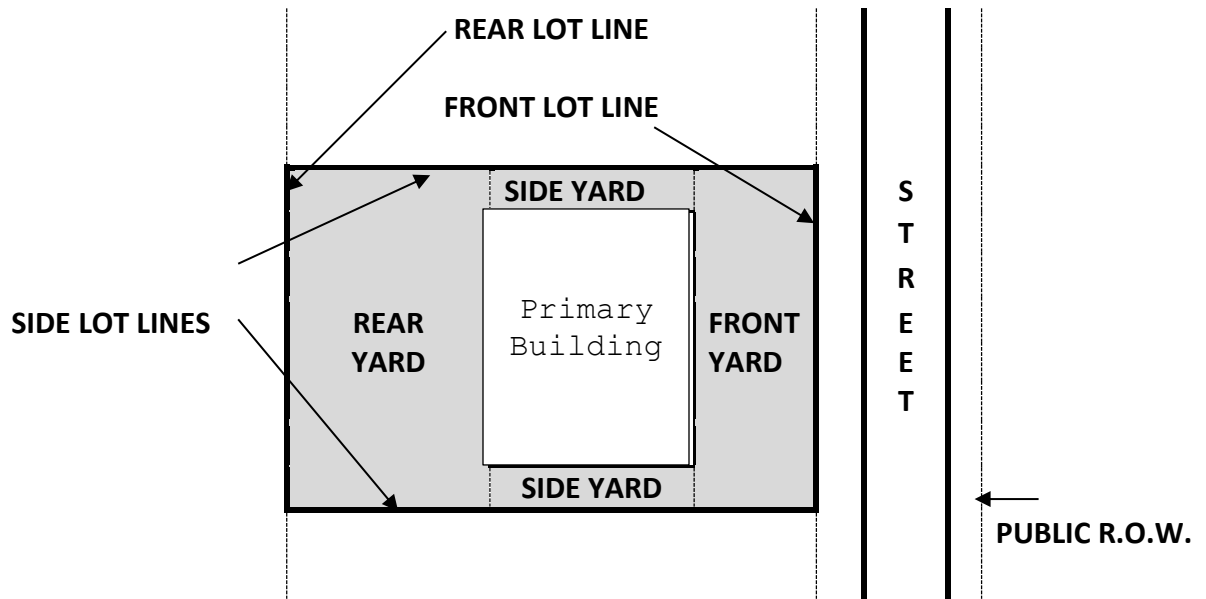 REAR LOT LINE
FRONT LOT LINE
SIDE YARD
S
T
R
E
E
T
Primary
Building
SIDE LOT LINES
REAR
YARD
FRONT
YARD
SIDE YARD
PUBLIC R.O.W.